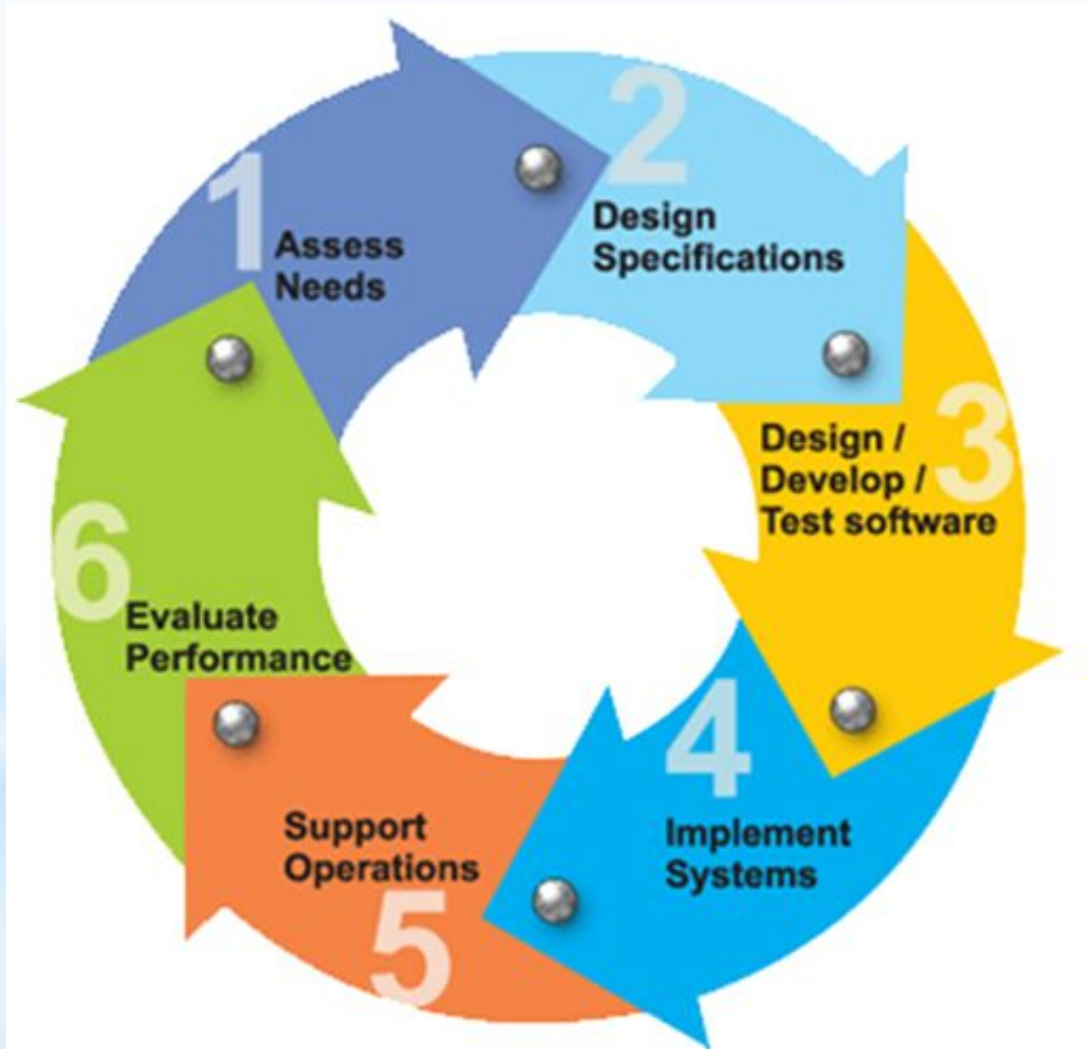 1
Assess
Needs
2
Design
Specifications
3
Design /
Develop /
Test software
4
Implement
Systems
5
Support
Operations
6
Evaluate
Performance